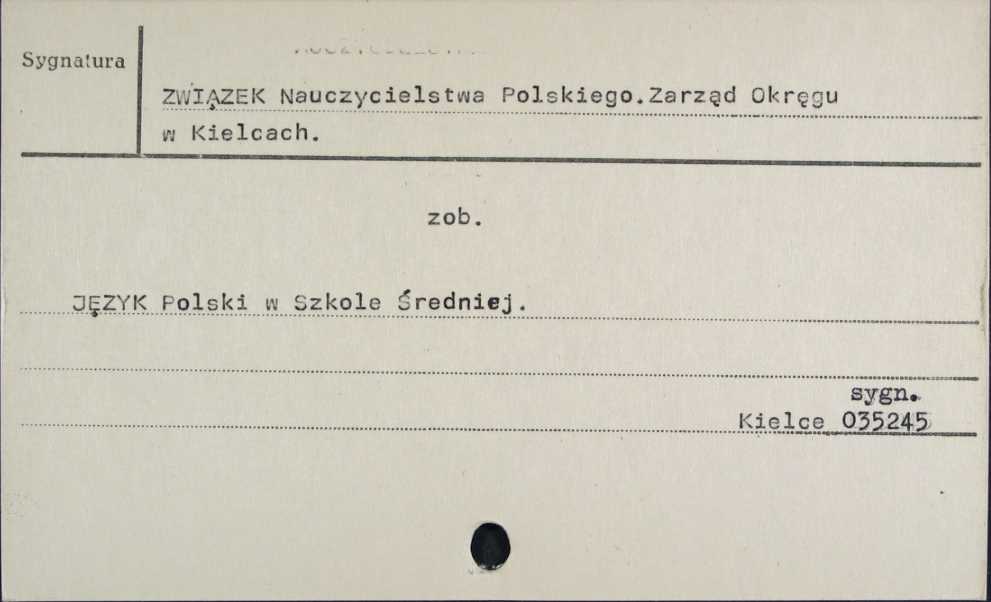 Sygnatura
ZWIĄZEK Nauczycielstwa Polskiego.Zarząd Okręgu
w Kielcach.
zob.
JĘZYK Polski w Szkole Średniej.
sygn.
Kielce 035245